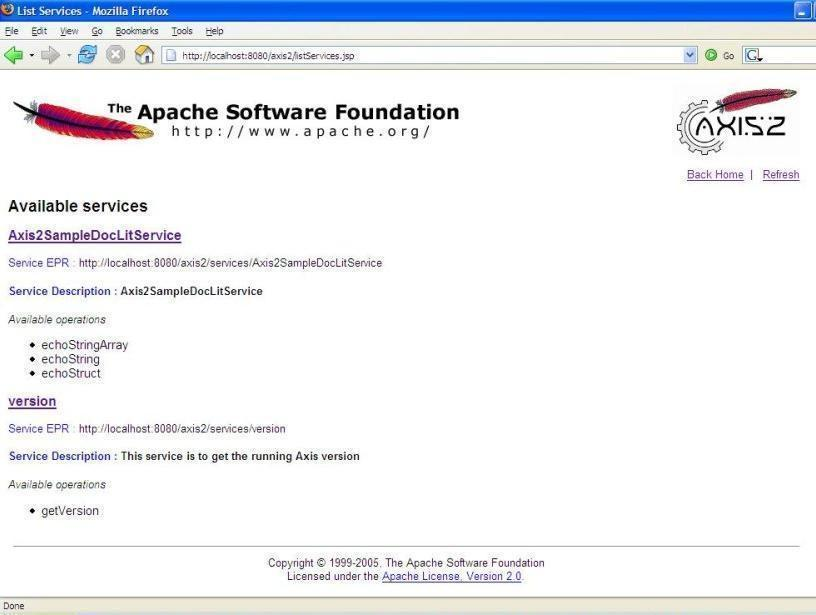 List Services - Mozilla Firefox
File Edit View Go Bookmarks Tools Help
http://localhost:8080/axis2/listServices.jsp Go G
The Apache Software Foundation
http://www.apache.org/
AXIS2
Back Home | Refresh
Available services
Axis2SampleDocLitService
Service EPR : http://localhost:8080/axis2/services/Axis2SampleDocLitService
Service Description : Axis2SampleDocLitService
Available operations
echoStringArray
echoString
echoStruct
version
Service EPR : http://localhost:8080/axis2/services/version
Service Description : This service is to get the running Axis version
Available operations
getVersion
Copyright © 1999-2005, The Apache Software Foundation
Licensed under the Apache License, Version 2.0.
Done